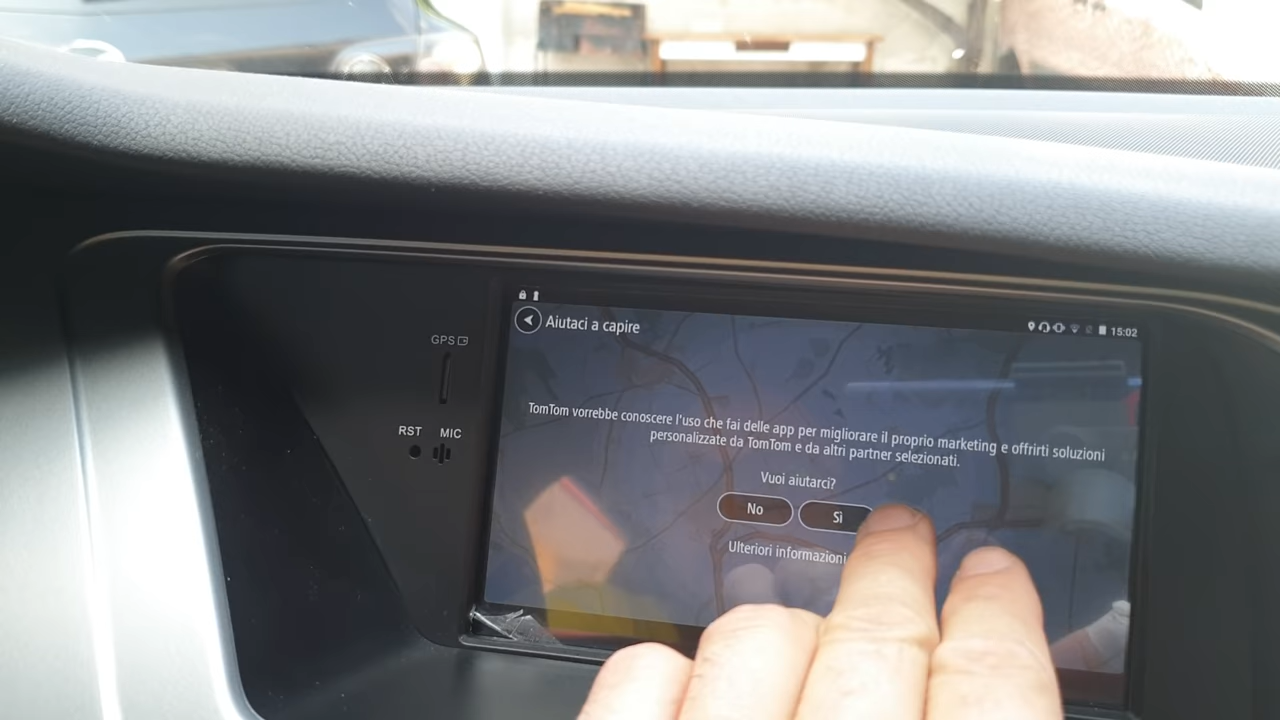 GPS
RST MIC
Aiutaci a capire
15:02
TomTom vorrebbe conoscere l'uso che fai delle app per migliorare il proprio marketing e offrirti soluzioni
personalizzate da TomTom e da altri partner selezionati.
Vuoi aiutarci?
No Sì
Ulteriori informazioni